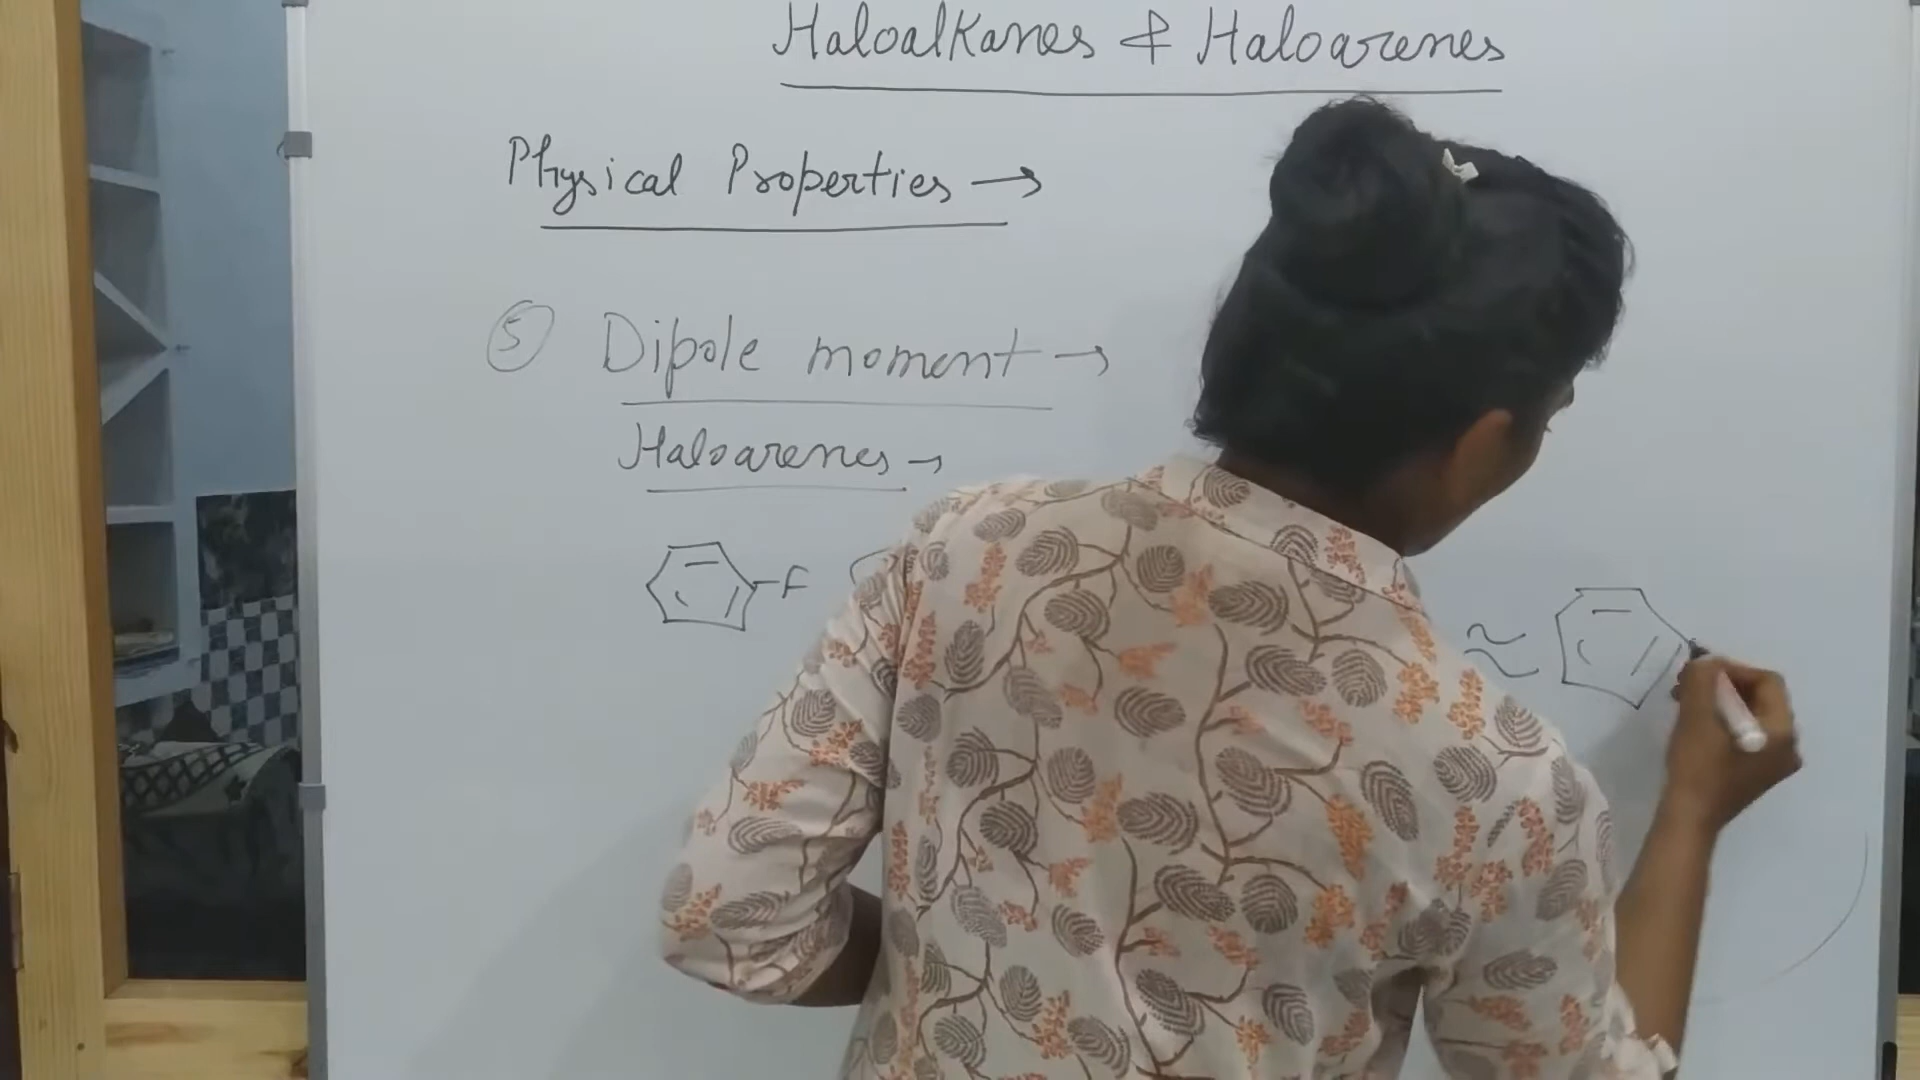 Haloalkanes & Haloarenes
Physical Properties →
⑤ Dipole moment →
Haloarenes →
F
≈